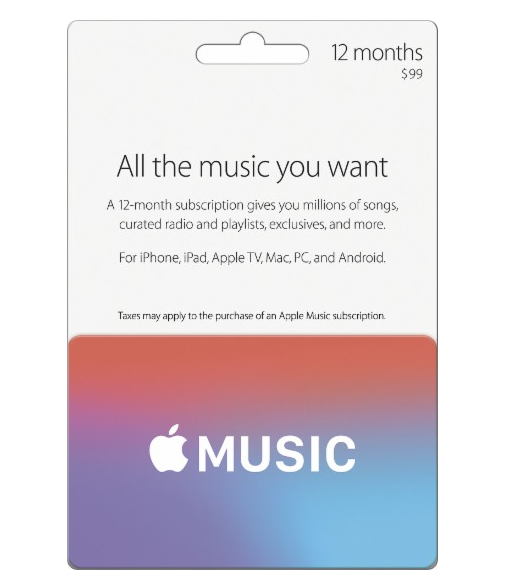 12 months
$99
All the music you want
A 12-month subscription gives you millions of songs,
curated radio and playlists, exclusives, and more.
For iPhone, iPad, Apple TV, Mac, PC, and Android.
Taxes may apply to the purchase of an Apple Music subscription.
MUSIC